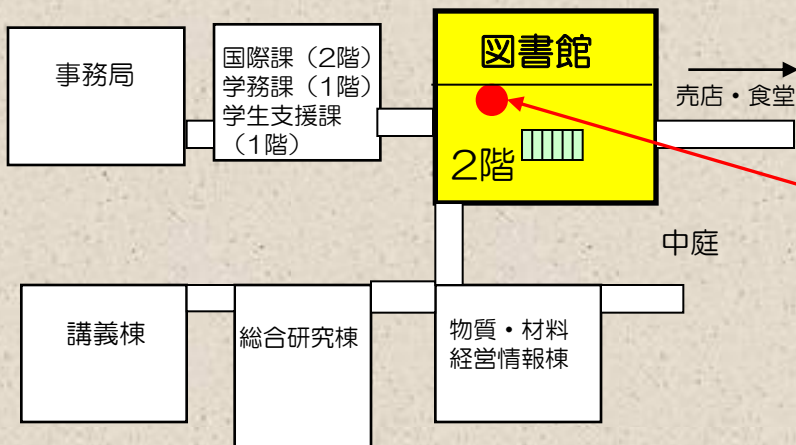 事務局
国際課（2階）
学務課（1階）
学生支援課
（1階）
図書館
2階
売店・食堂
中庭
講義棟
総合研究棟
物質・材料
経営情報棟